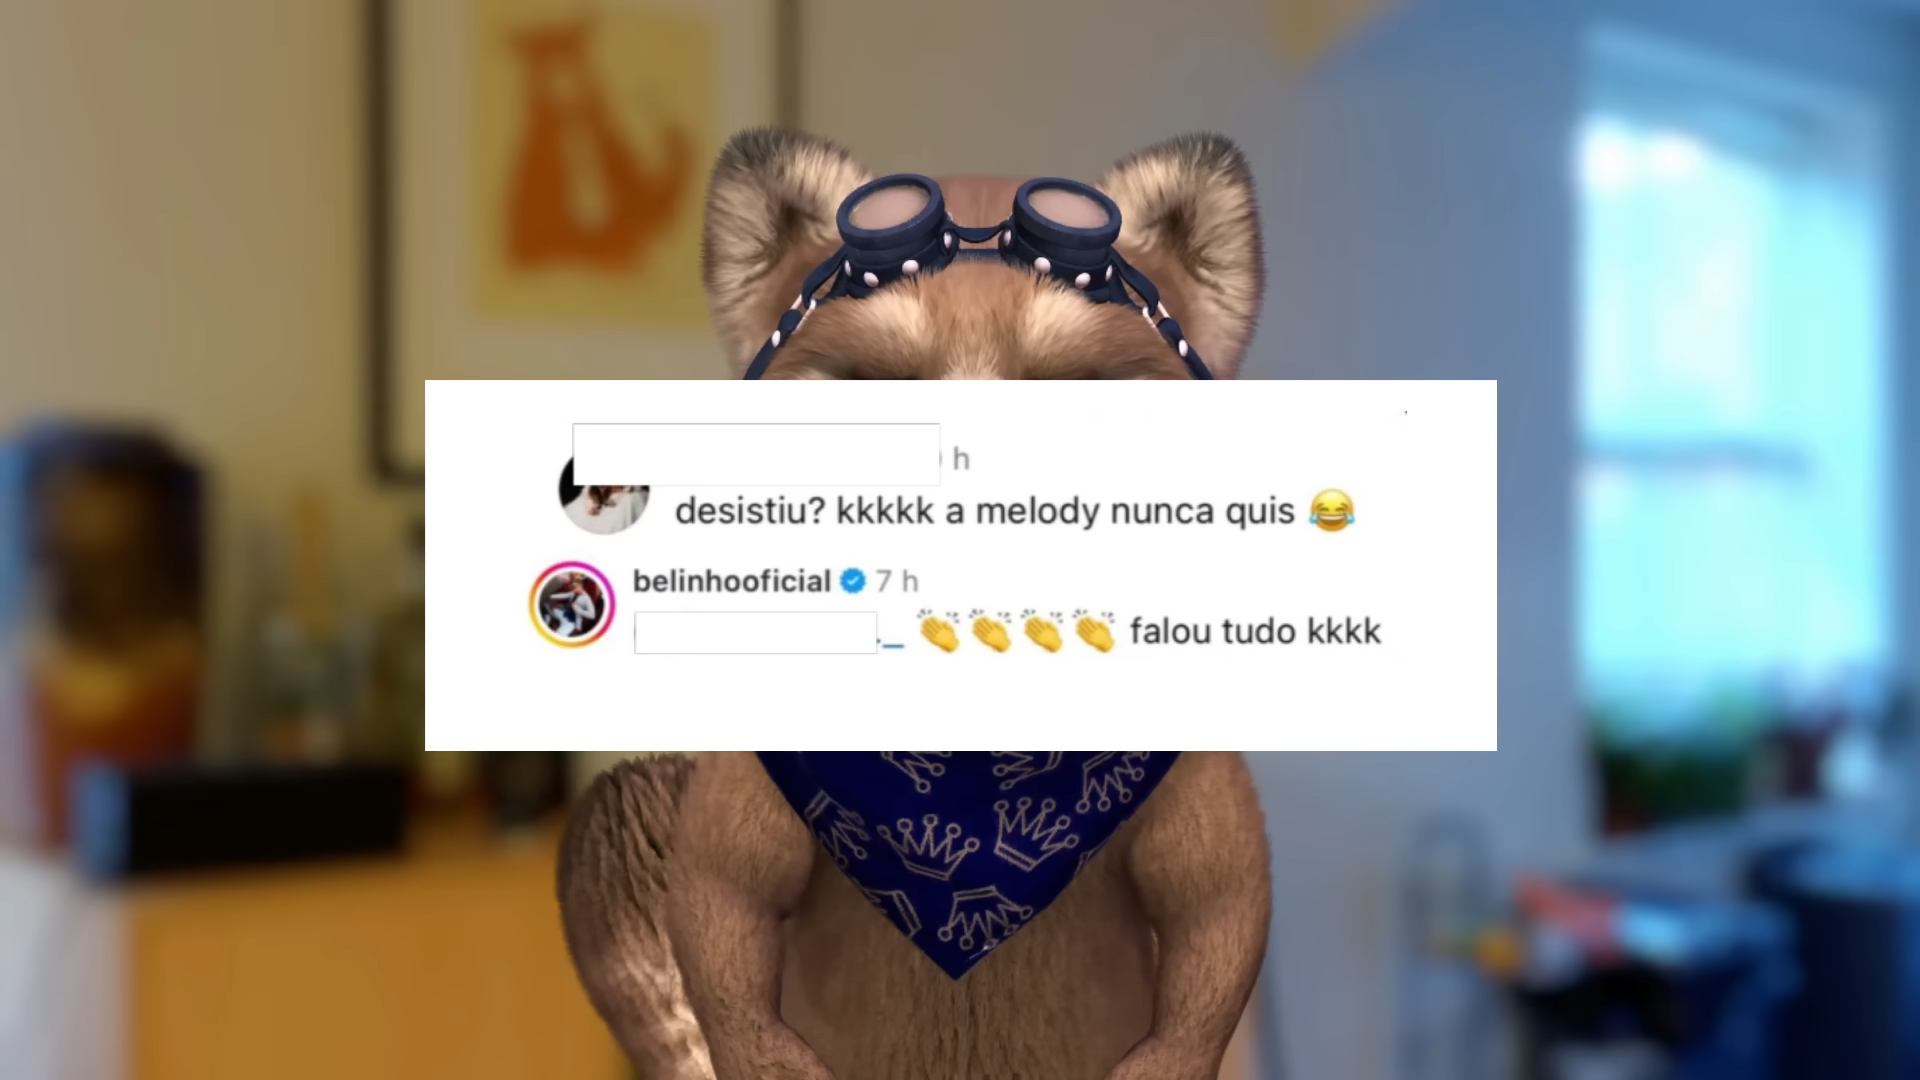 h
desistiu? kkkkk a melody nunca quis 😂
belinhooficial 7 h
_ 👏👏👏👏 falou tudo kkkk